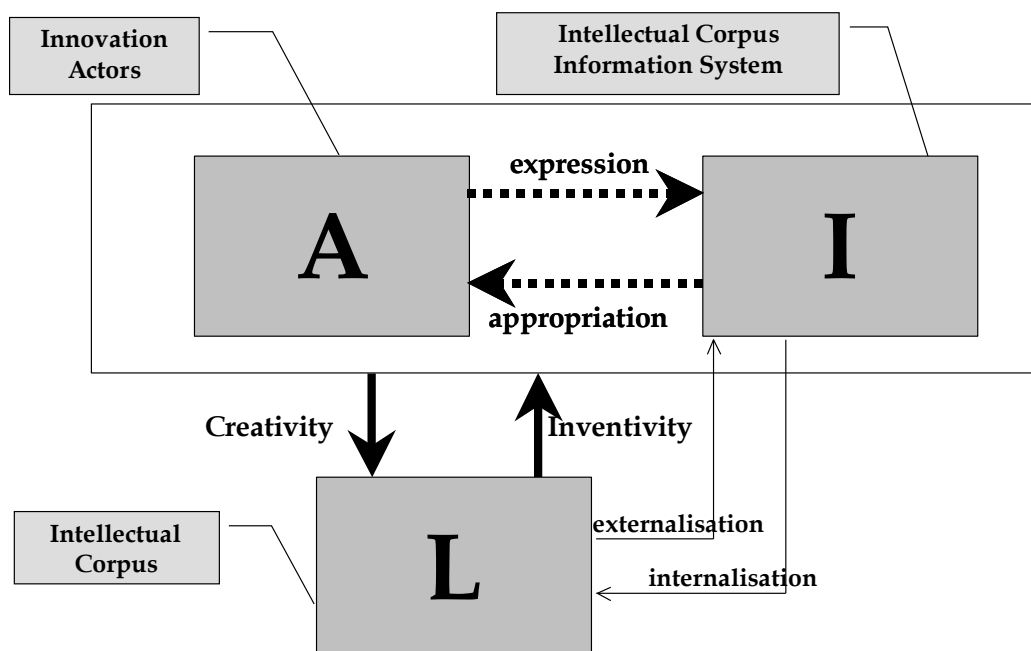 Innovation
Actors
Intellectual Corpus
Information System
expression
A
I
appropriation
Creativity
Inventivity
Intellectual
Corpus
L
externalisation
internalisation